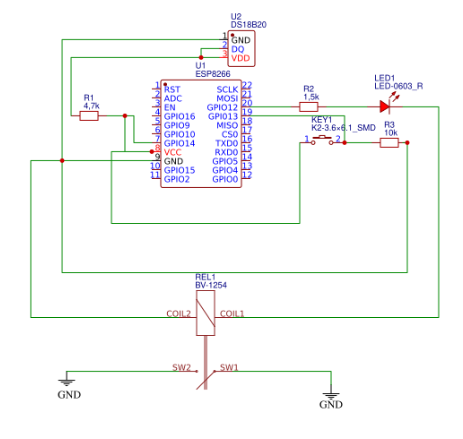 U2
DS18B20
1 GND
2 DQ
3 VDD
U1
ESP8266
1 RST SCLK 22
2 ADC MOSI 21
3 EN GPIO12 20
4 GPIO16 GPIO13 19
5 GPIO9 MISO 18
6 GPIO10 CS0 17
7 GPIO14 TXD0 16
8 VCC RXD0 15
9 GND GPIO5 14
10 GPIO15 GPIO4 13
11 GPIO2 GPIO0 12
R1
4,7k
R2
1,5k
LED1
LED-0603_R
KEY1
K2-3.6×6.1_SMD
1 2
R3
10k
REL1
BV-1254
COIL2 COIL1
SW2 SW1
GND
GND